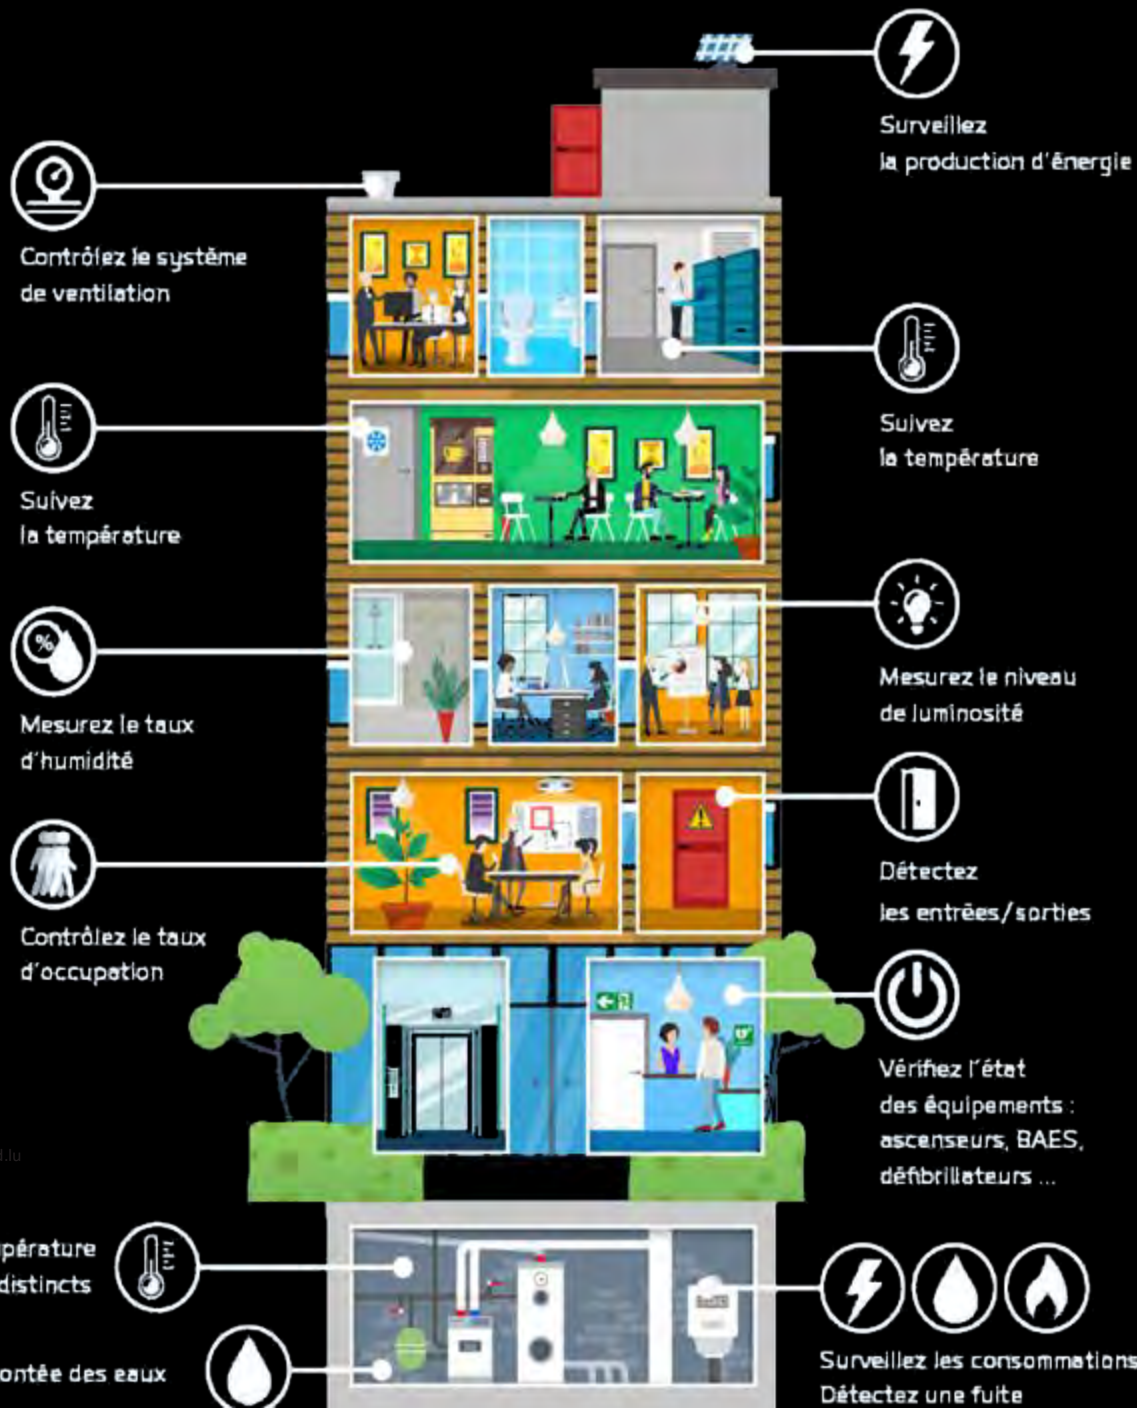 Surveillez
la production d'énergie
Contrôlez le système
de ventilation
Suivez
la température
Suivez
la température
Mesurez le taux
d'humidité
%
Mesurez le niveau
de luminosité
Détectez
les entrées/sorties
Contrôlez le taux
d'occupation
Vérifiez l'état
des équipements :
ascenseurs, BAES,
défibrillateurs ...
d.lu
pérature
distincts
ontée des eaux
Surveillez les consommations
Détectez une fuite